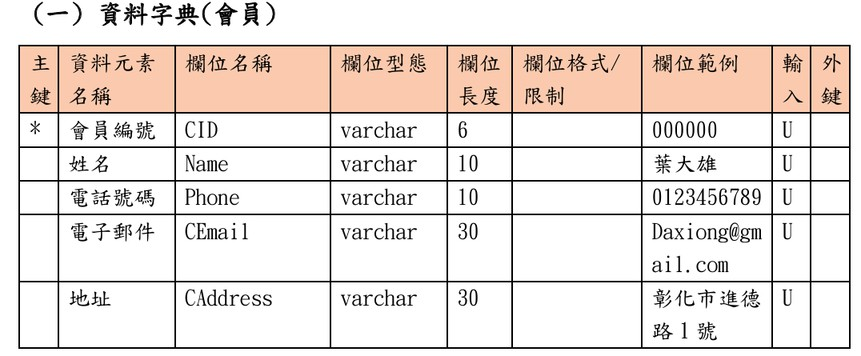 （一）資料字典(會員)
主鍵 資料元素名稱 欄位名稱 欄位型態 欄位長度 欄位格式/限制 欄位範例 輸入 外鍵
* 會員編號 CID varchar 6 000000 U
姓名 Name varchar 10 葉大雄 U
電話號碼 Phone varchar 10 0123456789 U
電子郵件 CEmail varchar 30 Daxiong@gmail.com U
地址 CAddress varchar 30 彰化市進德路1號 U